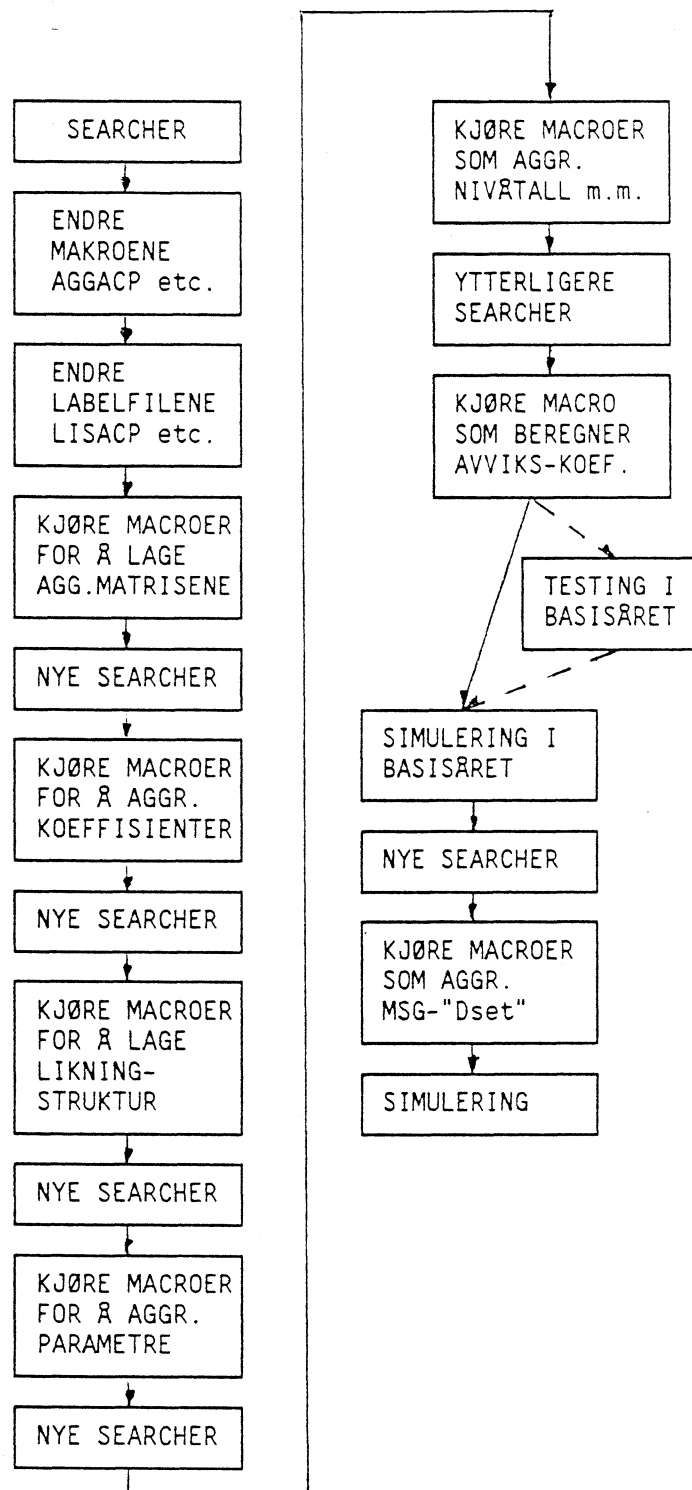 SEARCHER
ENDRE
MAKROENE
AGGACP etc.
ENDRE
LABELFILENE
LISACP etc.
KJØRE MACROER
FOR Å LAGE
AGG.MATRISENE
NYE SEARCHER
KJØRE MACROER
FOR Å AGGR.
KOEFFISIENTER
NYE SEARCHER
KJØRE MACROER
FOR Å LAGE
LIKNING-
STRUKTUR
NYE SEARCHER
KJØRE MACROER
FOR Å AGGR.
PARAMETRE
NYE SEARCHER
KJØRE MACROER
SOM AGGR.
NIVÅTALL m.m.
YTTERLIGERE
SEARCHER
KJØRE MACRO
SOM BEREGNER
AVVIKS-KOEF.
TESTING I
BASISÅRET
SIMULERING I
BASISÅRET
NYE SEARCHER
KJØRE MACROER
SOM AGGR.
MSG-"Dset"
SIMULERING